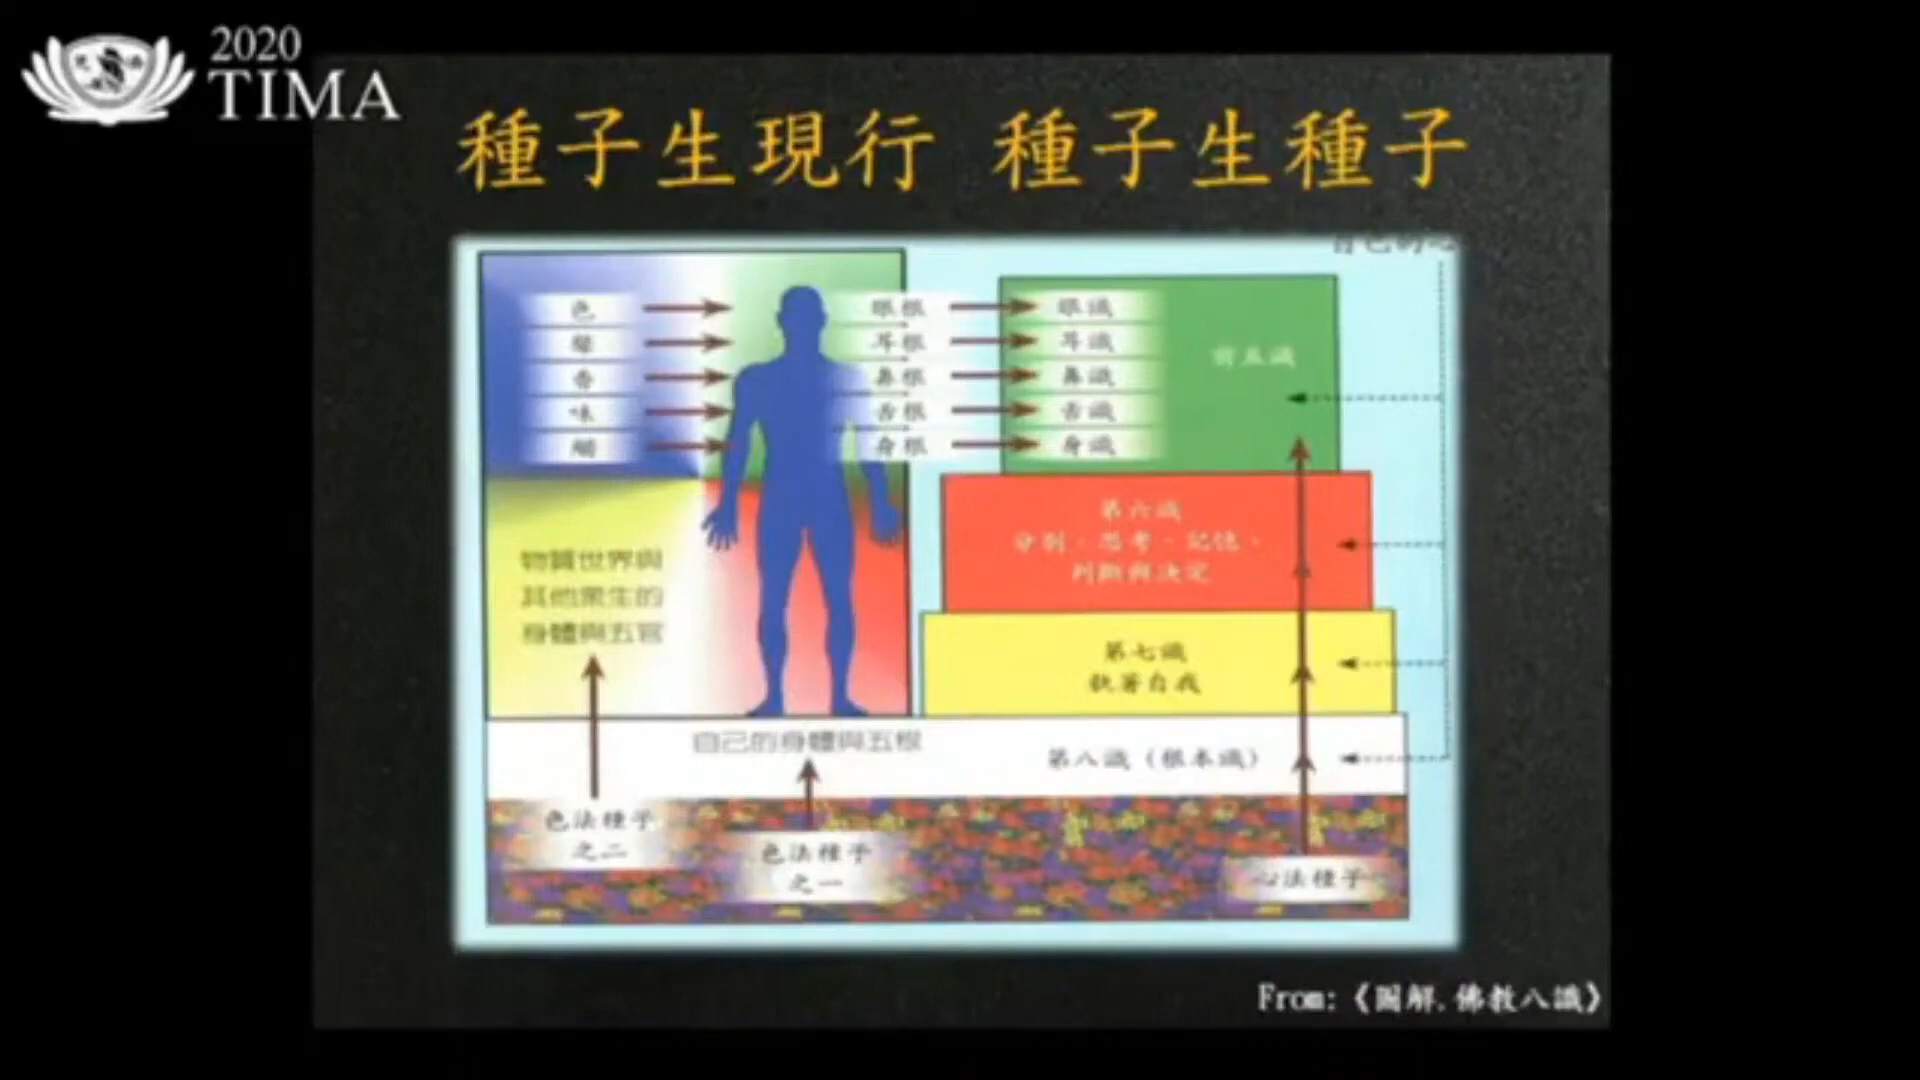 2020
TIMA
種子生現行 種子生種子
色
聲
香
味
觸
眼根
耳根
鼻根
舌根
身根
眼識
耳識
鼻識
舌識
身識
前五識
第六識
分別、思考、記憶、
判斷與決定
第七識
執著自我
物質世界與
其他眾生的
身體與五官
自己的身體與五根
第八識（根本識）
色法種子
之二
色法種子
之一
心法種子
From:《圖解.佛教八識》